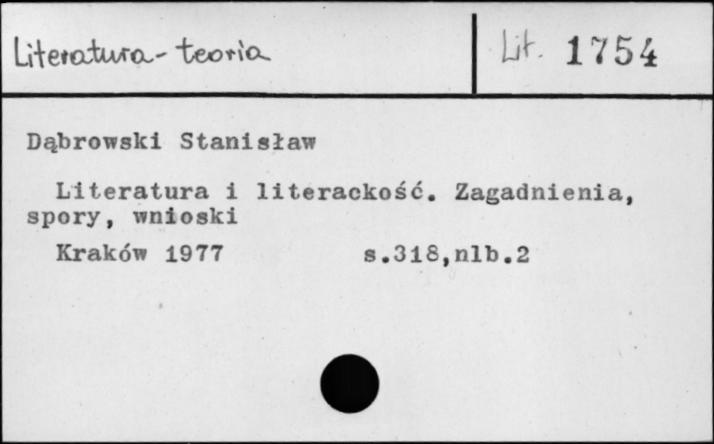 Literatura - teoria
Lit. 1754
Dąbrowski Stanisław
Literatura i literackość. Zagadnienia,
spory, wnioski
Kraków 1977 s.318,nlb.2